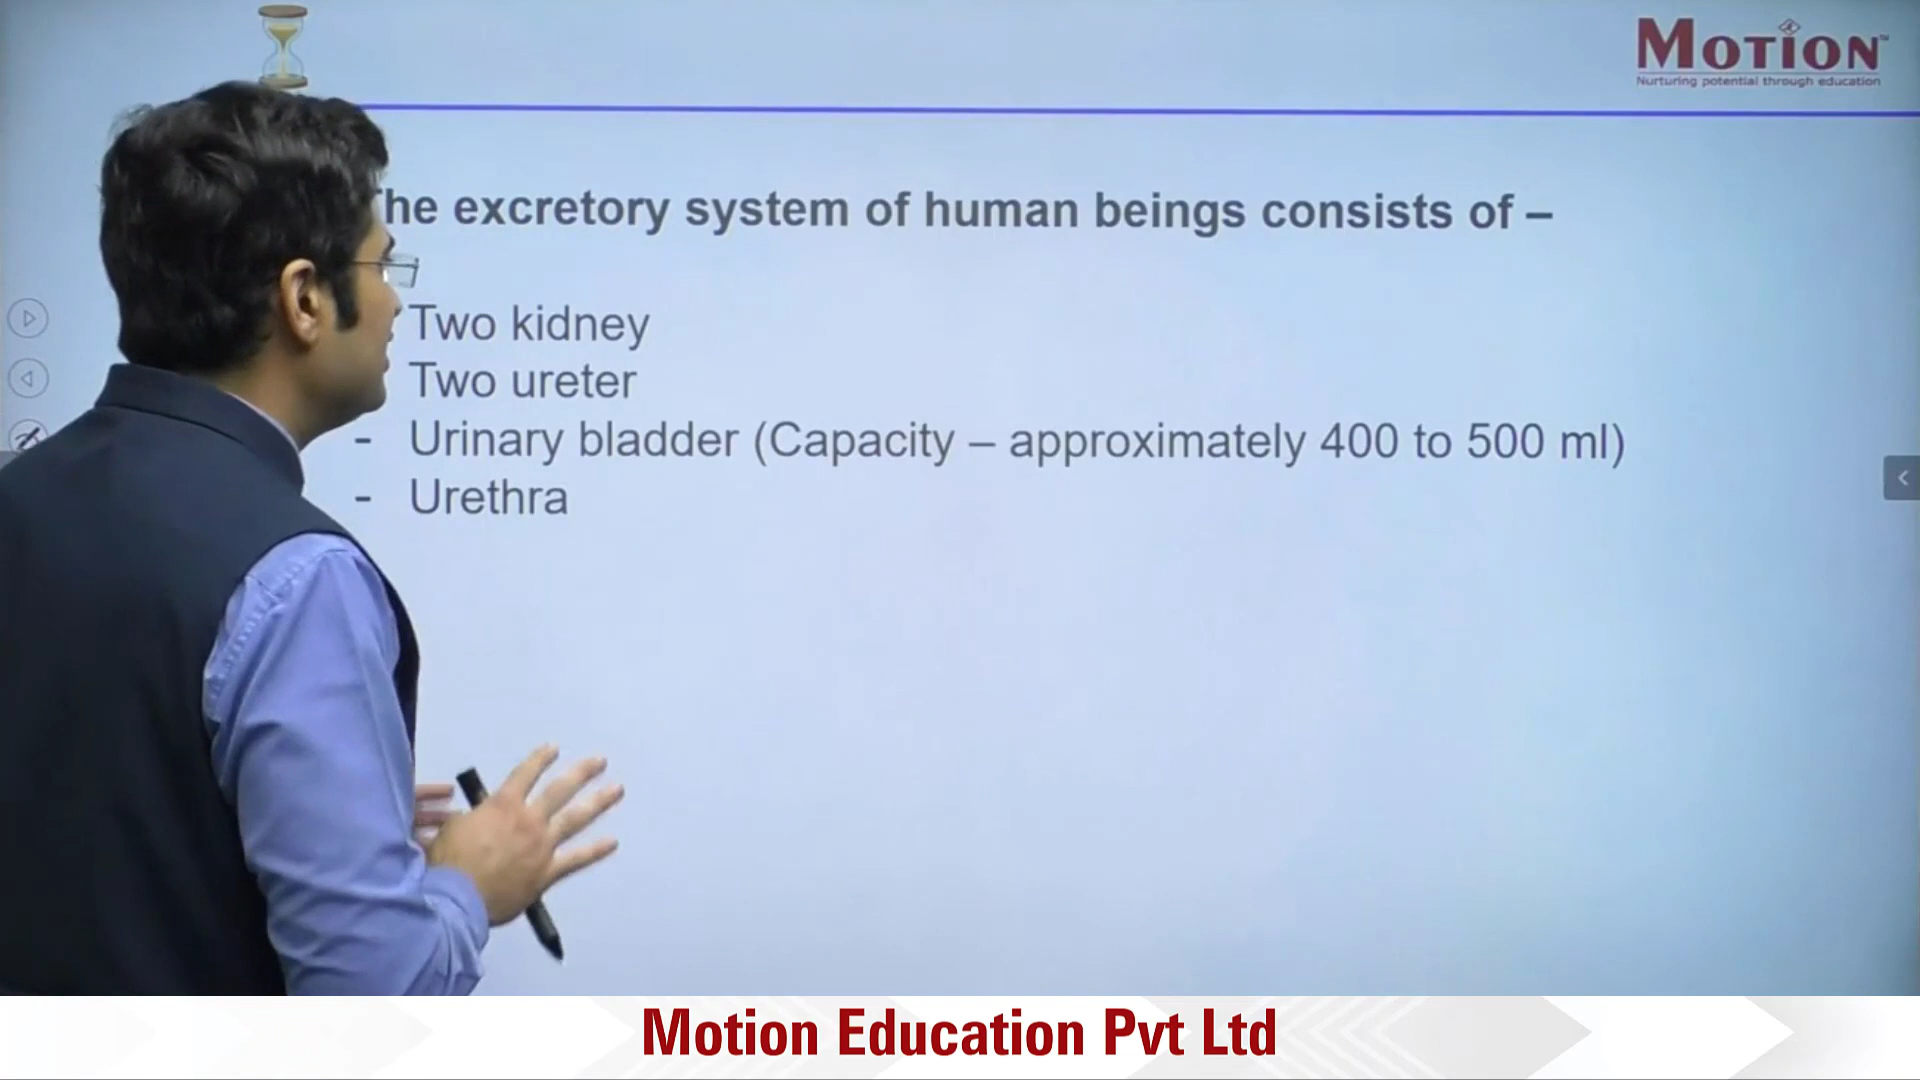 MOTION
Nurturing potential through education
he excretory system of human beings consists of –
Two kidney
Two ureter
- Urinary bladder (Capacity – approximately 400 to 500 ml)
- Urethra
Motion Education Pvt Ltd